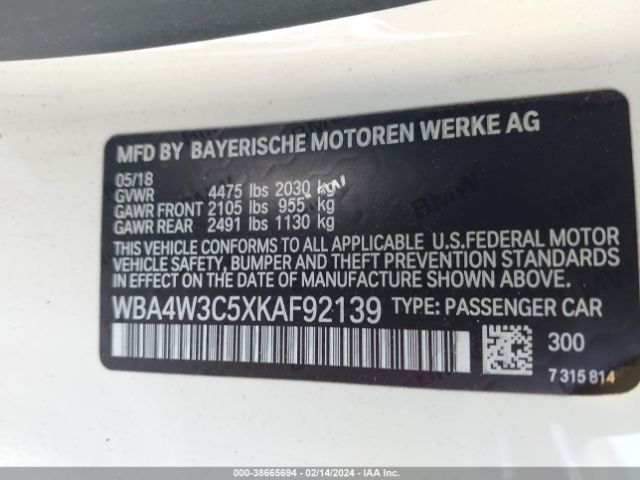 MFD BY BAYERISCHE MOTOREN WERKE AG
05/18
GVWR 4475 lbs 2030 kg
GAWR FRONT 2105 lbs 955 kg
GAWR REAR 2491 lbs 1130 kg
THIS VEHICLE CONFORMS TO ALL APPLICABLE U.S.FEDERAL MOTOR
VEHICLE SAFETY, BUMPER AND THEFT PREVENTION STANDARDS
IN EFFECT ON THE DATE OF MANUFACTURE SHOWN ABOVE.
WBA4W3C5XKAF92139 TYPE: PASSENGER CAR
300
7 315 814
BMW
000-38665694 - 02/14/2024 - IAAI.COM